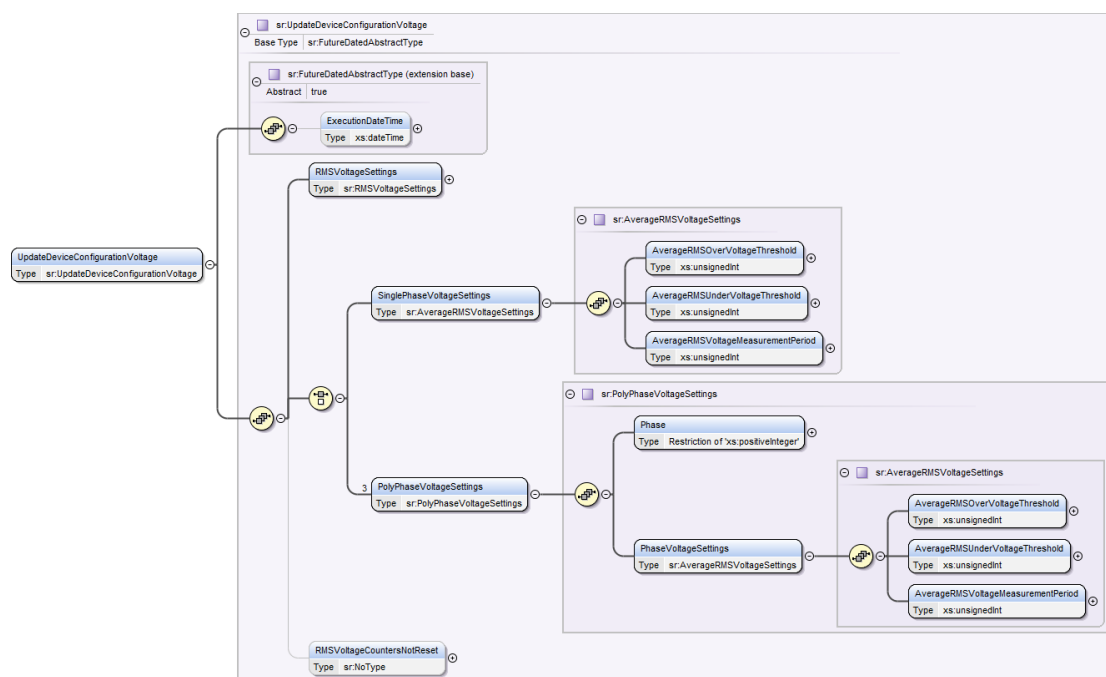 sr:UpdateDeviceConfigurationVoltage
Base Type sr:FutureDatedAbstractType
sr:FutureDatedAbstractType (extension base)
Abstract true
ExecutionDateTime
Type xs:dateTime
RMSVoltageSettings
Type sr:RMSVoltageSettings
UpdateDeviceConfigurationVoltage
Type sr:UpdateDeviceConfigurationVoltage
SinglePhaseVoltageSettings
Type sr:AverageRMSVoltageSettings
sr:AverageRMSVoltageSettings
AverageRMSOverVoltageThreshold
Type xs:unsignedInt
AverageRMSUnderVoltageThreshold
Type xs:unsignedInt
AverageRMSVoltageMeasurementPeriod
Type xs:unsignedInt
3
PolyPhaseVoltageSettings
Type sr:PolyPhaseVoltageSettings
sr:PolyPhaseVoltageSettings
Phase
Type Restriction of 'xs:positiveInteger'
PhaseVoltageSettings
Type sr:AverageRMSVoltageSettings
sr:AverageRMSVoltageSettings
AverageRMSOverVoltageThreshold
Type xs:unsignedInt
AverageRMSUnderVoltageThreshold
Type xs:unsignedInt
AverageRMSVoltageMeasurementPeriod
Type xs:unsignedInt
RMSVoltageCountersNotReset
Type sr:NoType